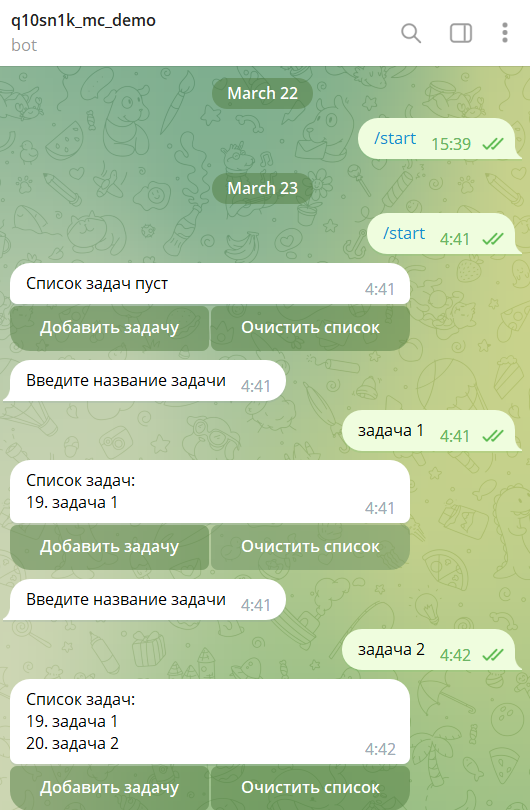 q10sn1k_mc_demo
bot
March 22
/start 15:39
March 23
/start 4:41
Список задач пуст 4:41
Добавить задачу Очистить список
Введите название задачи 4:41
задача 1 4:41
Список задач:
19. задача 1 4:41
Добавить задачу Очистить список
Введите название задачи 4:41
задача 2 4:42
Список задач:
19. задача 1
20. задача 2 4:42
Добавить задачу Очистить список